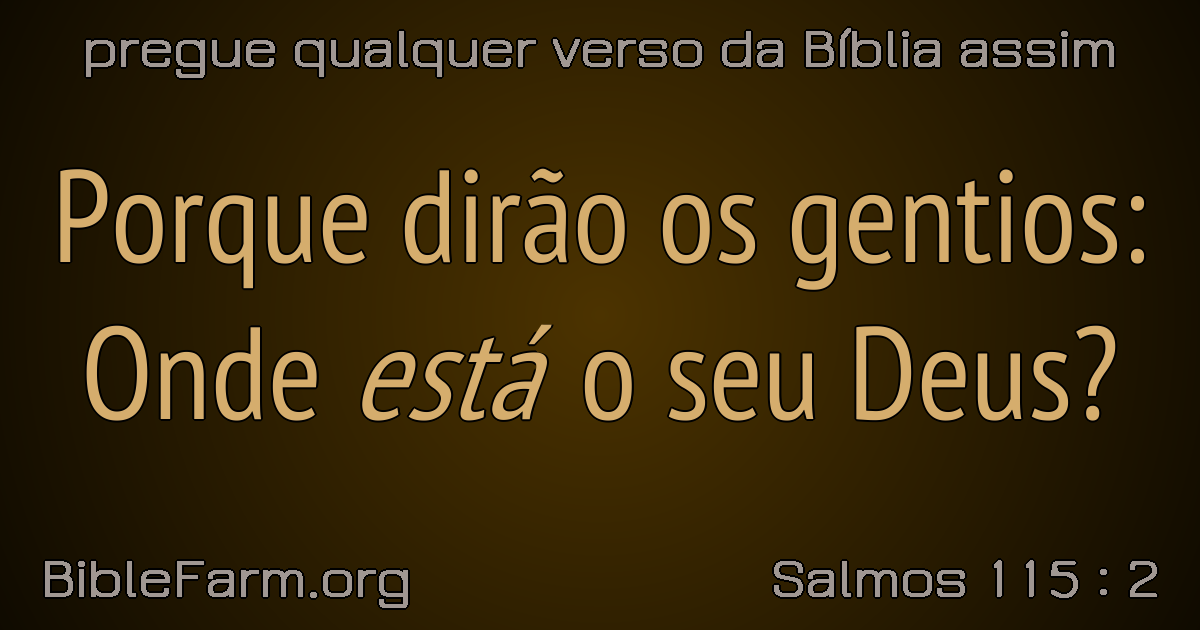 pregue qualquer verso da Bíblia assim
Porque dirão os gentios:
Onde está o seu Deus?
BibleFarm.org
Salmos 115 : 2